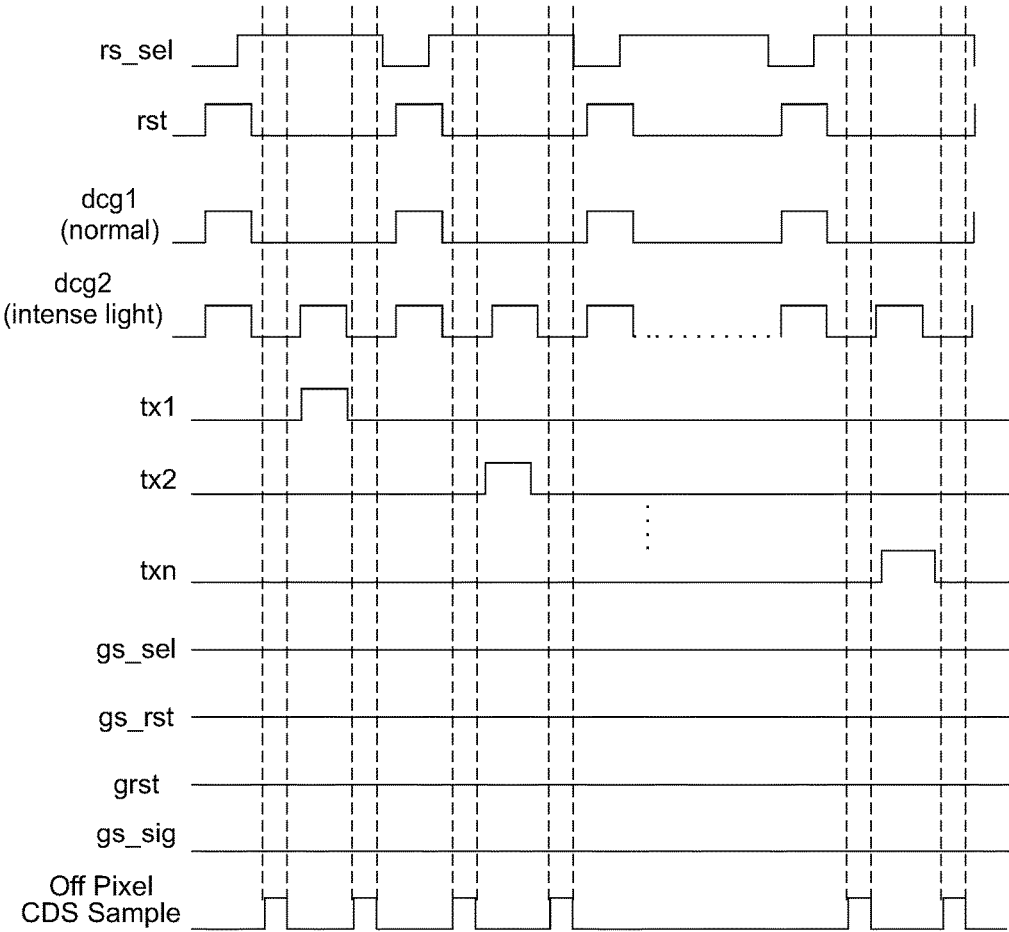 rs_sel
rst
dcg1
(normal)
dcg2
(intense light)
tx1
tx2
txn
gs_sel
gs_rst
grst
gs_sig
Off Pixel
CDS Sample